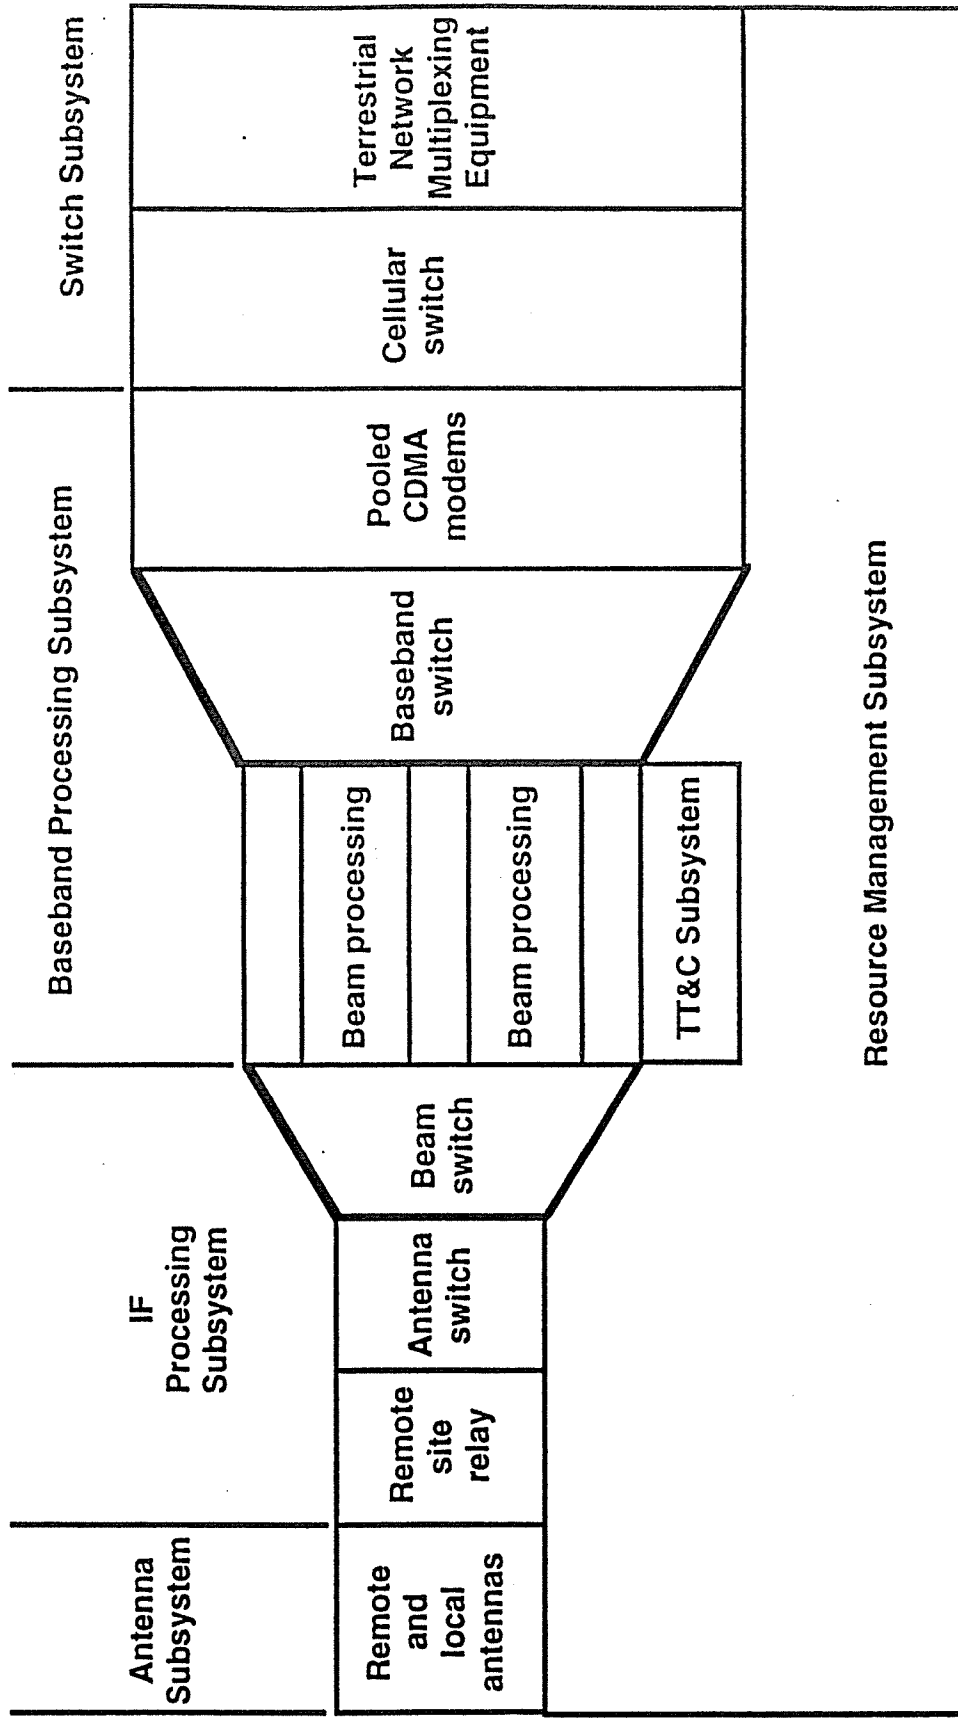 Antenna
Subsystem
IF
Processing
Subsystem
Baseband Processing Subsystem
Switch Subsystem
Remote
and
local
antennas
Remote
site
relay
Antenna
switch
Beam
switch
Beam processing
Beam processing
TT&C Subsystem
Baseband
switch
Pooled
CDMA
modems
Cellular
switch
Terrestrial
Network
Multiplexing
Equipment
Resource Management Subsystem